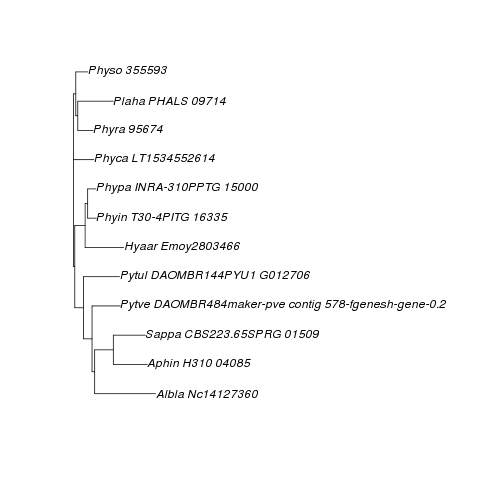 Physo 355593
Plaha PHALS 09714
Phyra 95674
Phyca LT1534552614
Phypa INRA-310PPTG 15000
Phyin T30-4PITG 16335
Hyaar Emoy2803466
Pytul DAOMBR144PYU1 G012706
Pytve DAOMBR484maker-pve contig 578-fgenesh-gene-0.2
Sappa CBS223.65SPRG 01509
Aphin H310 04085
Albla Nc14127360